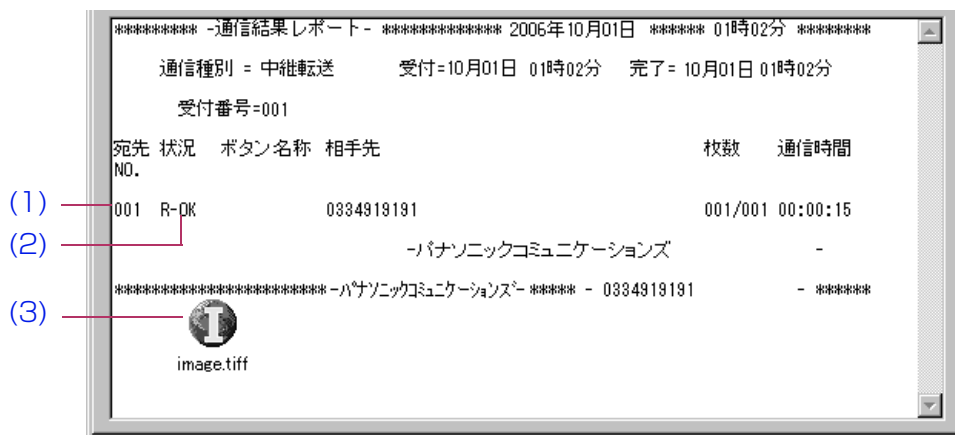 ********* -通信結果レポート- ************* 2006年10月01日 ****** 01時02分 ********
通信種別 = 中継転送 受付=10月01日 01時02分 完了= 10月01日 01時02分
受付番号=001
宛先 状況 ボタン名称 相手先 枚数 通信時間
NO.
(1)
001 R-OK 0334919191 001/001 00:00:15
(2)
-パナソニックコミュニケーションズ -
*********************** -パナソニックコミュニケーションズ- ***** - 0334919191 - ******
(3)
image.tiff